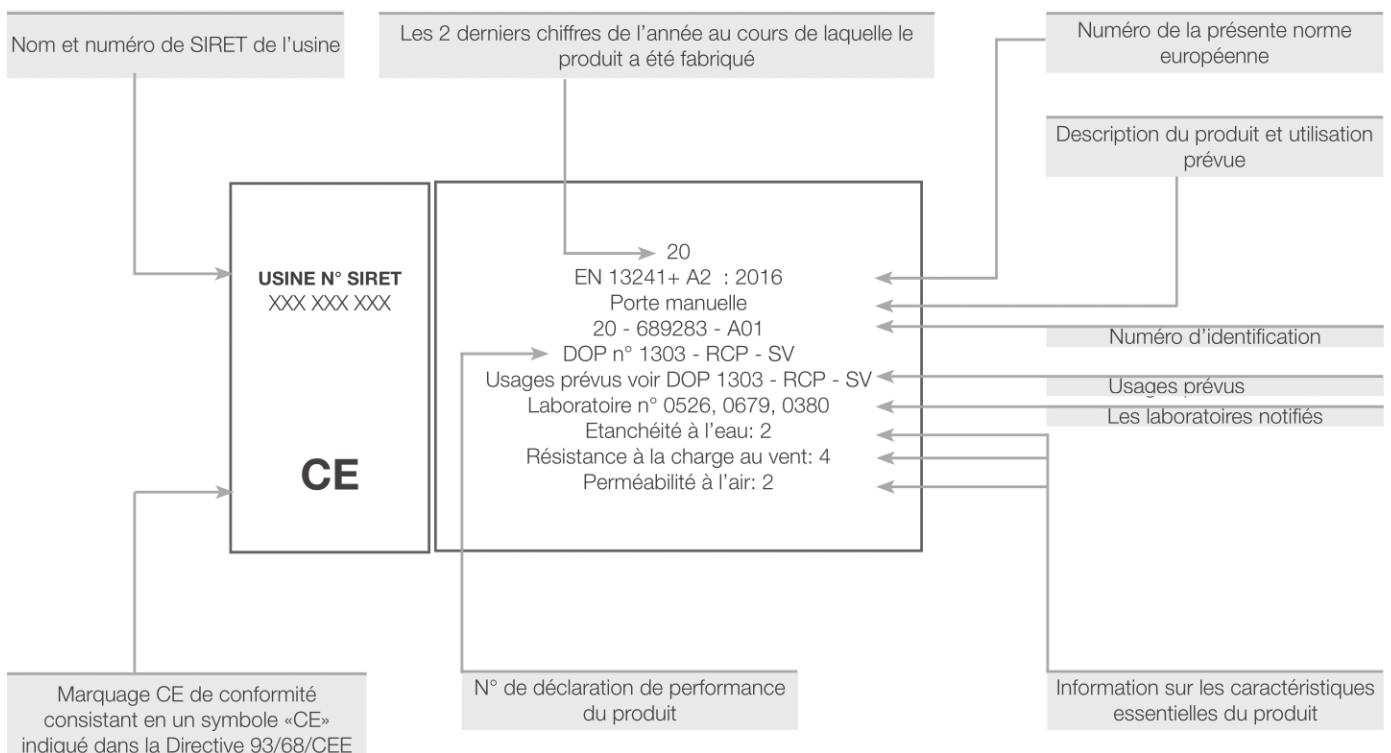 Nom et numéro de SIRET de l’usine
Les 2 derniers chiffres de l’année au cours de laquelle le
produit a été fabriqué
Numéro de la présente norme
européenne
Description du produit et utilisation
prévue
USINE N° SIRET
XXX XXX XXX
CE
20
EN 13241+ A2 : 2016
Porte manuelle
20 - 689283 - A01
DOP n° 1303 - RCP - SV
Usages prévus voir DOP 1303 - RCP - SV
Laboratoire n° 0526, 0679, 0380
Etanchéité à l’eau: 2
Résistance à la charge au vent: 4
Perméabilité à l’air: 2
Numéro d’identification
Usages prévus
Les laboratoires notifiés
Marquage CE de conformité
consistant en un symbole «CE»
indiqué dans la Directive 93/68/CEE
N° de déclaration de performance
du produit
Information sur les caractéristiques
essentielles du produit